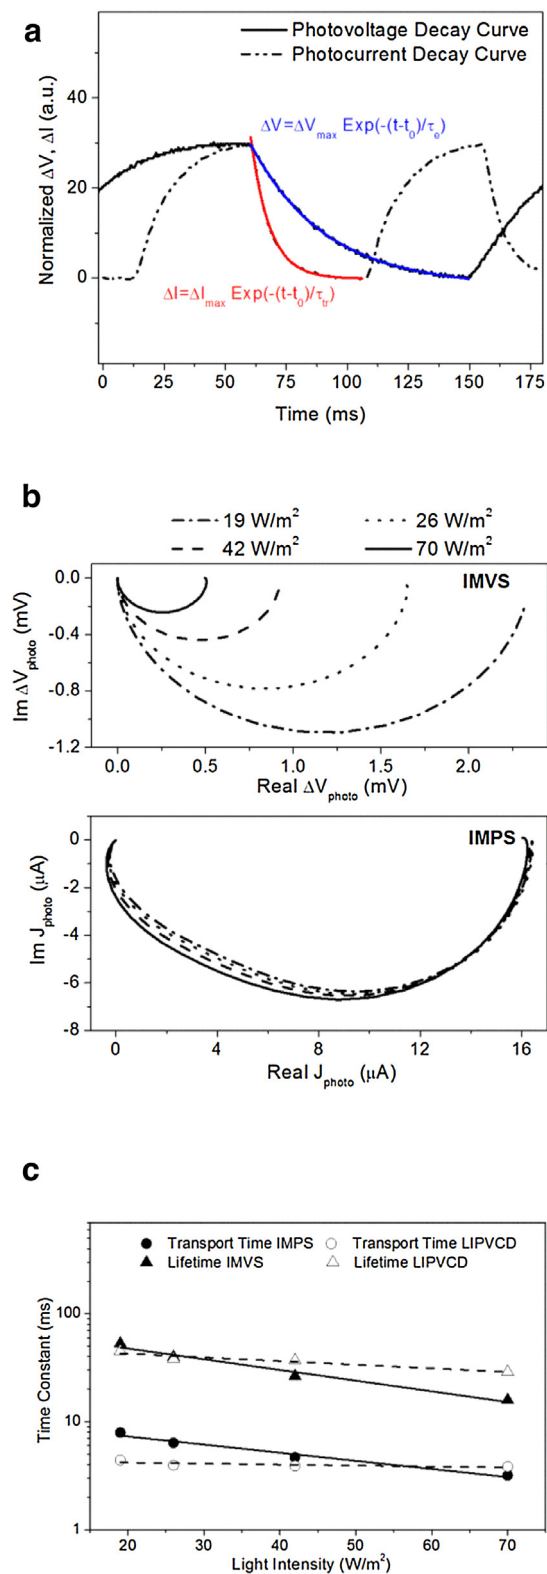 a
Photovoltage Decay Curve
Photocurrent Decay Curve
Normalized ΔV, ΔI (a.u.)
40
20
0
ΔV=ΔVmax Exp(-(t-t0)/τe)
ΔI=ΔImax Exp(-(t-t0)/τtr)
0 25 50 75 100 125 150 175
Time (ms)
b
19 W/m² 26 W/m²
42 W/m² 70 W/m²
IMVS
Im ΔVphoto (mV)
0.0
-0.4
-0.8
-1.2
0.0 0.5 1.0 1.5 2.0
Real ΔVphoto (mV)
IMPS
Im Jphoto (μA)
0
-2
-4
-6
-8
0 4 8 12 16
Real Jphoto (μA)
c
Transport Time IMPS Transport Time LIPVCD
Lifetime IMVS Lifetime LIPVCD
Time Constant (ms)
100
10
1
20 30 40 50 60 70
Light Intensity (W/m²)